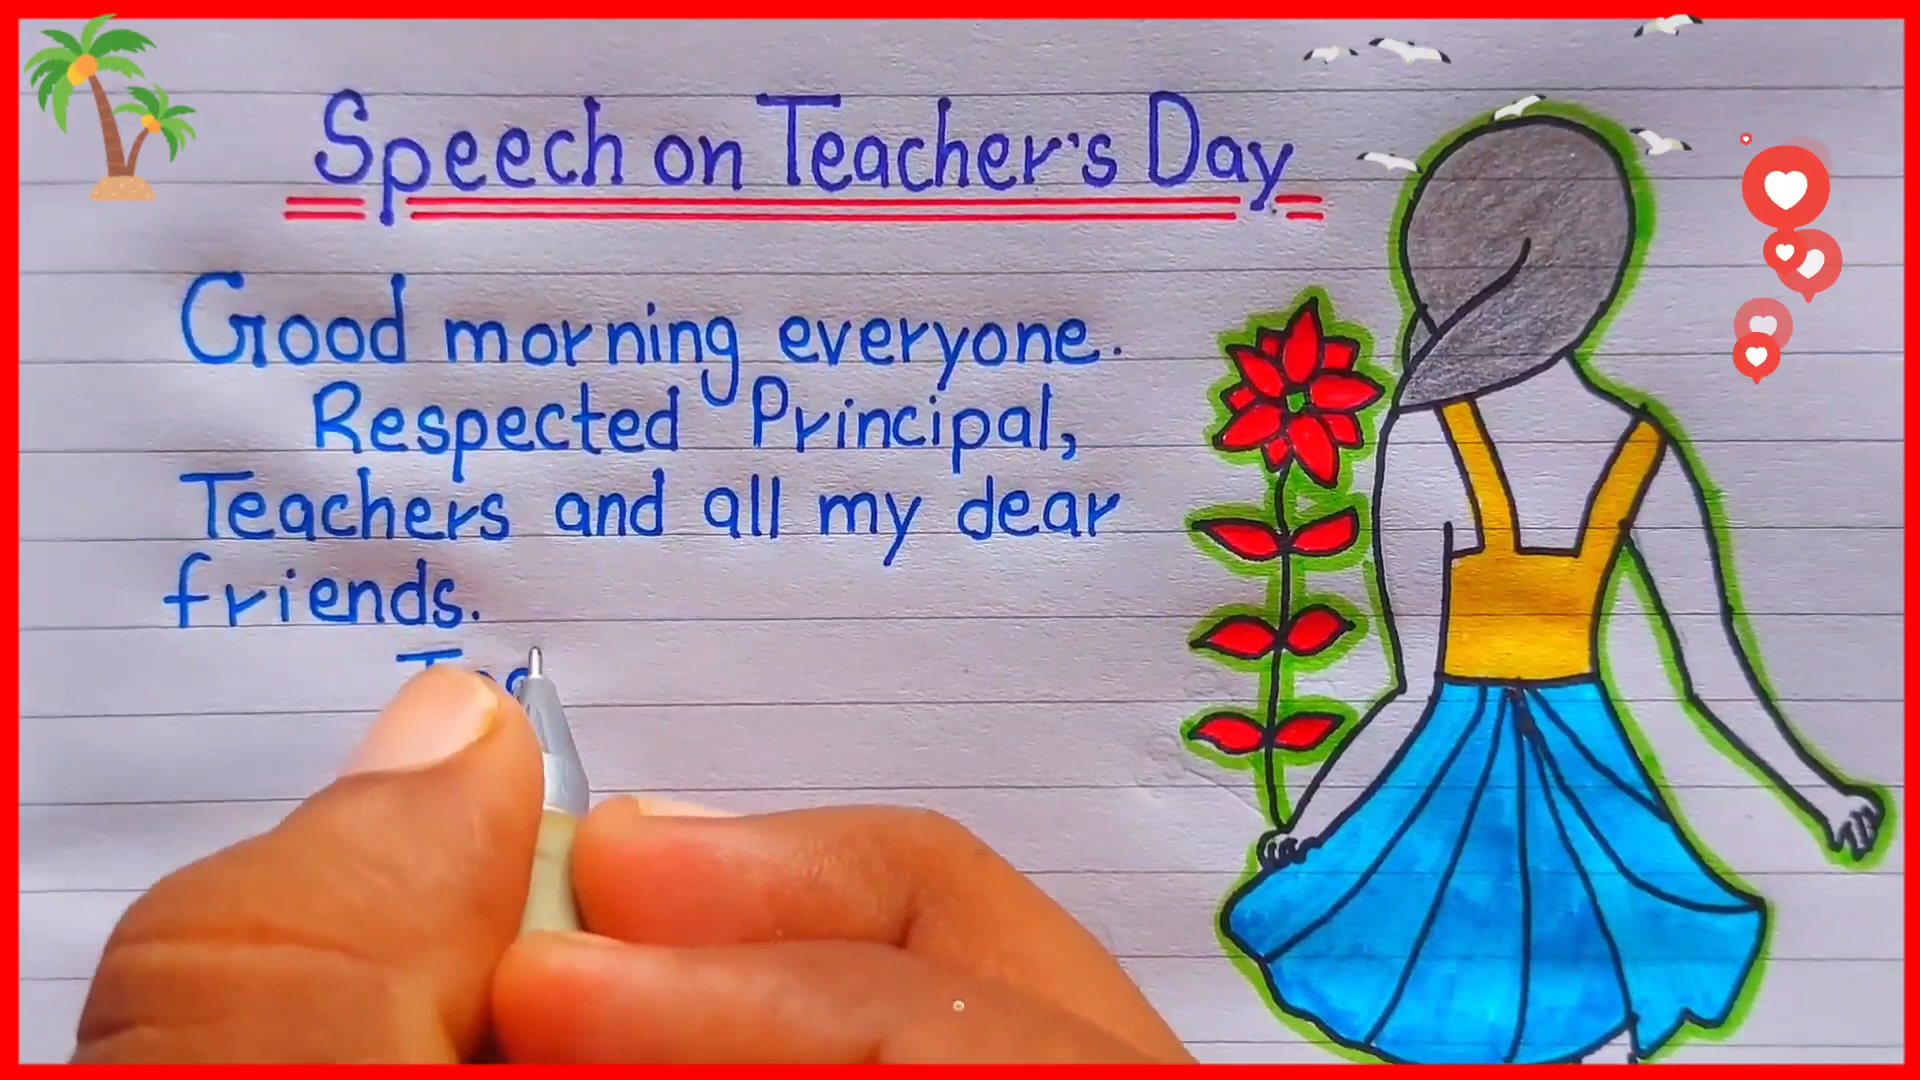 Speech on Teacher's Day
Good morning everyone.
Respected Principal,
Teachers and all my dear
friends.